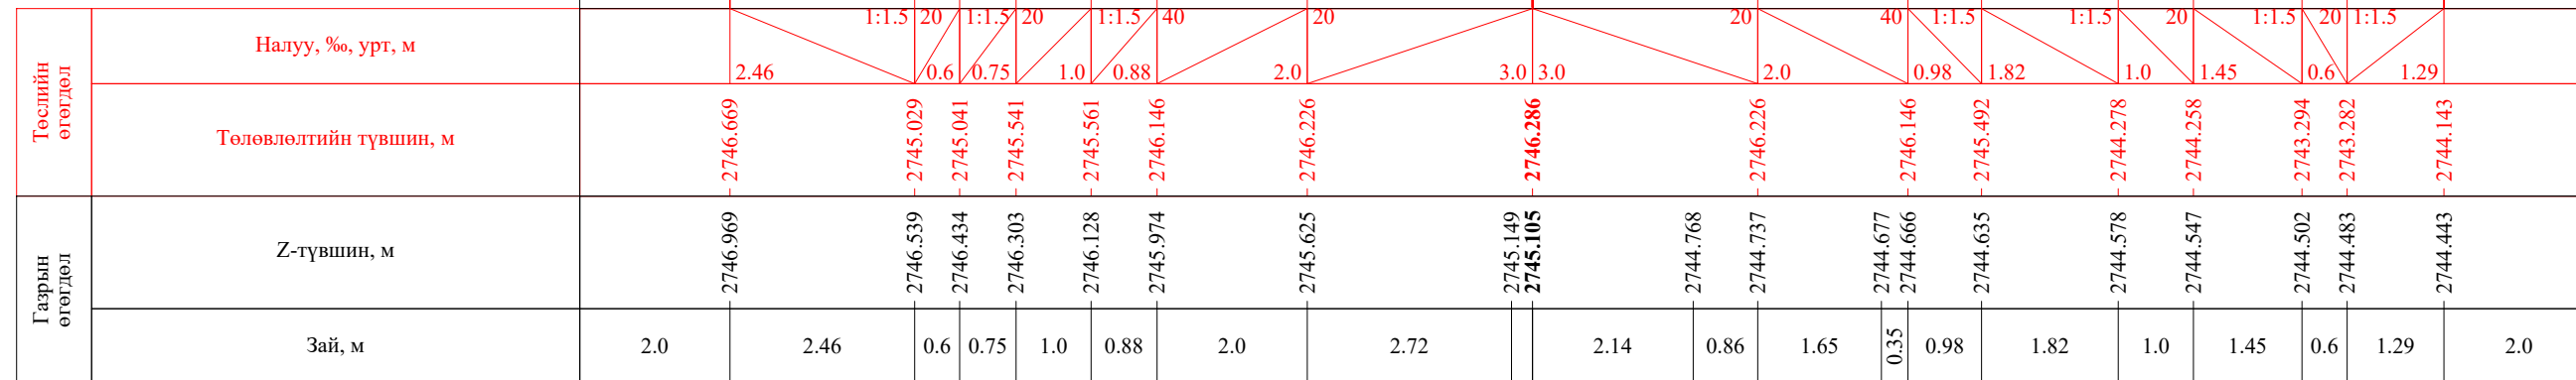 1:1.5 20 1:1.5 20 1:1.5 40 20 20 40 1:1.5 1:1.5 20 1:1.5 20 1:1.5
Налуу, ‰, урт, м
2.46 0.6 0.75 1.0 0.88 2.0 3.0 3.0 2.0 0.98 1.82 1.0 1.45 0.6 1.29
Төслийн
өгөгдөл
Төлөвлөлтийн түвшин, м
2746.669 2745.029 2745.041 2745.541 2745.561 2746.146 2746.226 2746.286 2746.226 2746.146 2745.492 2744.278 2744.258 2743.294 2743.282 2744.143
Газрын
өгөгдөл
Z-түвшин, м
2746.969 2746.539 2746.434 2746.303 2746.128 2745.974 2745.625 2745.149 2745.105 2744.768 2744.737 2744.677 2744.666 2744.635 2744.578 2744.547 2744.502 2744.483 2744.443
Зай, м
2.0 2.46 0.6 0.75 1.0 0.88 2.0 2.72 2.14 0.86 1.65 0.35 0.98 1.82 1.0 1.45 0.6 1.29 2.0